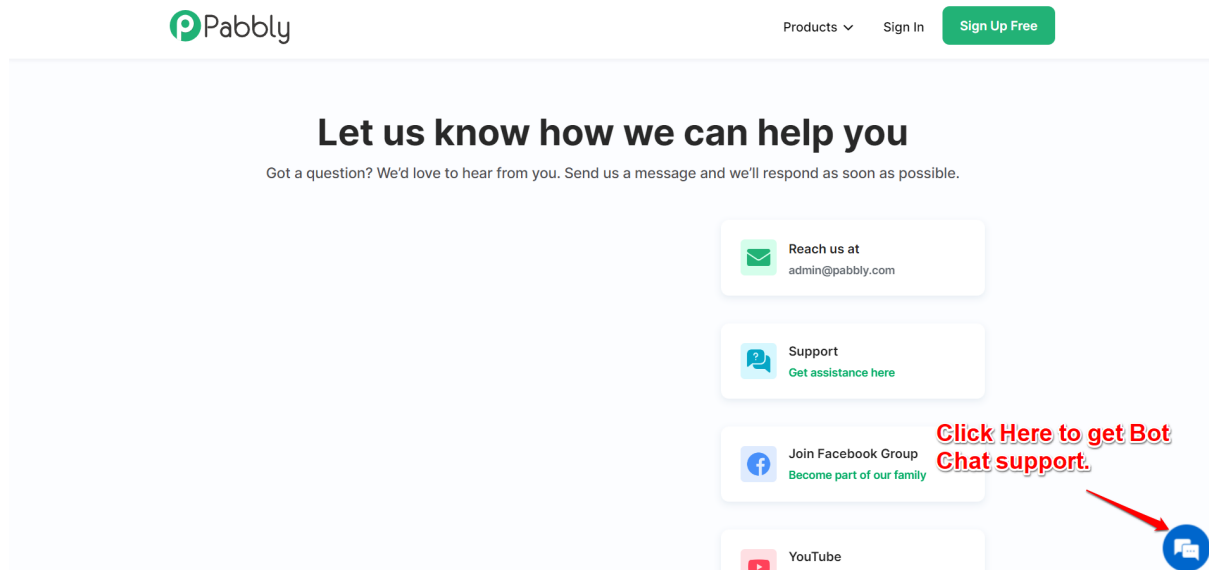 Pabbly
Products
Sign In
Sign Up Free
Let us know how we can help you
Got a question? We'd love to hear from you. Send us a message and we'll respond as soon as possible.
Reach us at
admin@pabbly.com
Support
Get assistance here
Join Facebook Group
Become part of our family
Click Here to get Bot
Chat support.
YouTube